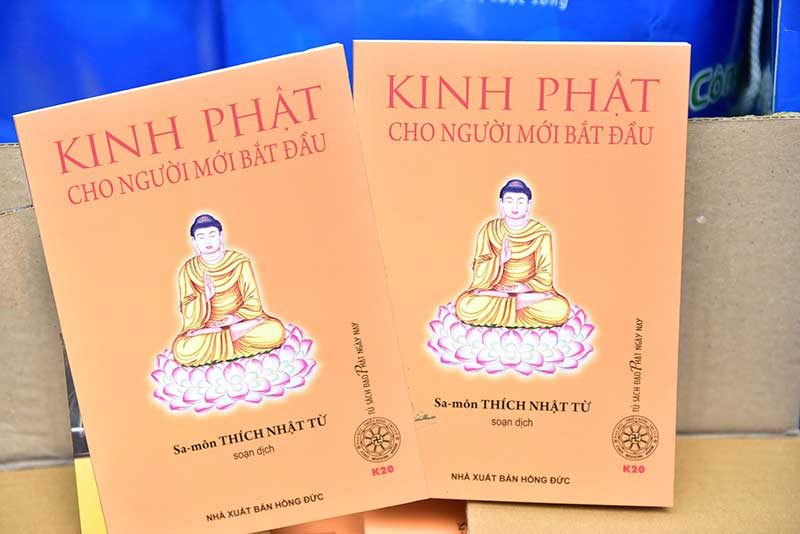 KINH PHẬT
CHO NGƯỜI MỚI BẮT ĐẦU
TỦ SÁCH ĐẠO PHẬT NGÀY NAY
Sa-môn THÍCH NHẬT TỪ
soạn dịch
K20
NHÀ XUẤT BẢN HỒNG ĐỨC
KINH PHẬT
CHO NGƯỜI MỚI BẮT ĐẦU
TỦ SÁCH ĐẠO PHẬT NGÀY NAY
Sa-môn THÍCH NHẬT TỪ
soạn dịch
K20
NHÀ XUẤT BẢN HỒNG ĐỨC